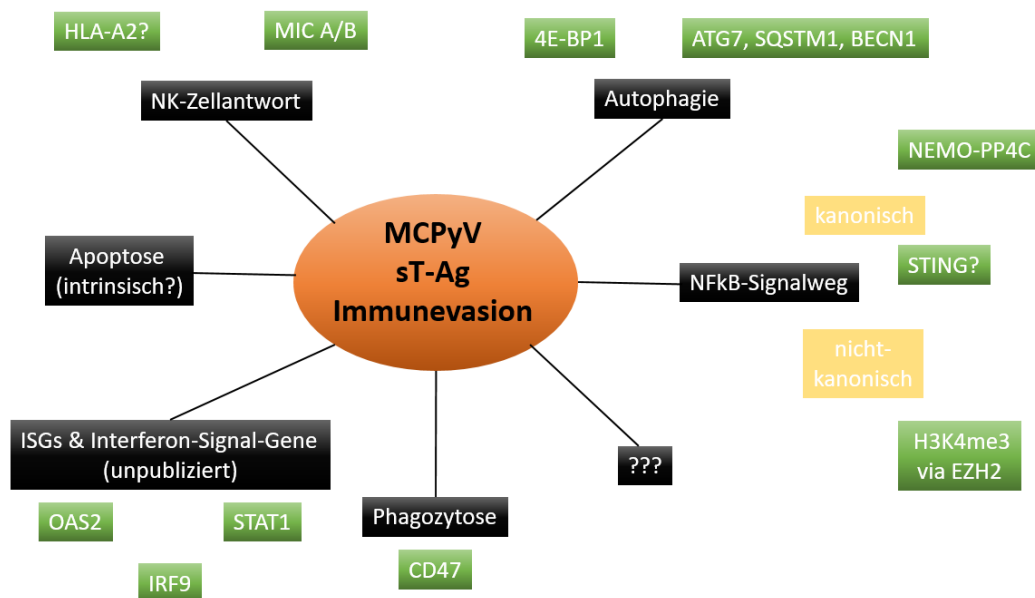 HLA-A2?
MIC A/B
4E-BP1
ATG7, SQSTM1, BECN1
NK-Zellantwort
Autophagie
NEMO-PP4C
kanonisch
MCPyV
sT-Ag
Immunevasion
Apoptose
(intrinsisch?)
NFkB-Signalweg
STING?
nicht-
kanonisch
ISGs & Interferon-Signal-Gene
(unpubliziert)
???
H3K4me3
via EZH2
OAS2
STAT1
Phagozytose
IRF9
CD47